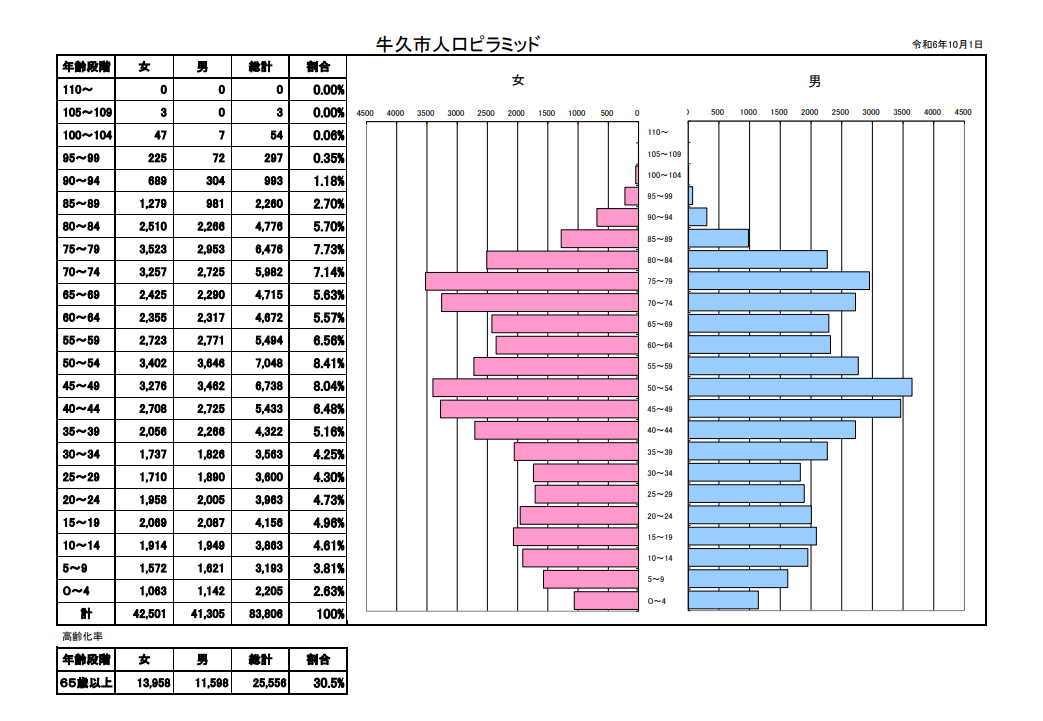 牛久市人口ピラミッド
令和6年10月1日
年齢段階 女 男 総計 割合
110～ 0 0 0 0.00%
105～109 3 0 3 0.00%
100～104 47 7 54 0.06%
95～99 225 72 297 0.35%
90～94 689 304 993 1.18%
85～89 1,279 981 2,260 2.70%
80～84 2,510 2,266 4,776 5.70%
75～79 3,523 2,953 6,476 7.73%
70～74 3,257 2,725 5,982 7.14%
65～69 2,425 2,290 4,715 5.63%
60～64 2,355 2,317 4,672 5.57%
55～59 2,723 2,771 5,494 6.56%
50～54 3,402 3,646 7,048 8.41%
45～49 3,276 3,462 6,738 8.04%
40～44 2,708 2,725 5,433 6.48%
35～39 2,056 2,266 4,322 5.16%
30～34 1,737 1,826 3,563 4.25%
25～29 1,710 1,890 3,600 4.30%
20～24 1,958 2,005 3,963 4.73%
15～19 2,069 2,087 4,156 4.96%
10～14 1,914 1,949 3,863 4.61%
5～9 1,572 1,621 3,193 3.81%
0～4 1,063 1,142 2,205 2.63%
計 42,501 41,305 83,806 100%
女 男
4500 4000 3500 3000 2500 2000 1500 1000 500 0 0 500 1000 1500 2000 2500 3000 3500 4000 4500
110～
105～109
100～104
95～99
90～94
85～89
80～84
75～79
70～74
65～69
60～64
55～59
50～54
45～49
40～44
35～39
30～34
25～29
20～24
15～19
10～14
5～9
0～4
高齢化率
年齢段階 女 男 総計 割合
65歳以上 13,958 11,598 25,556 30.5%